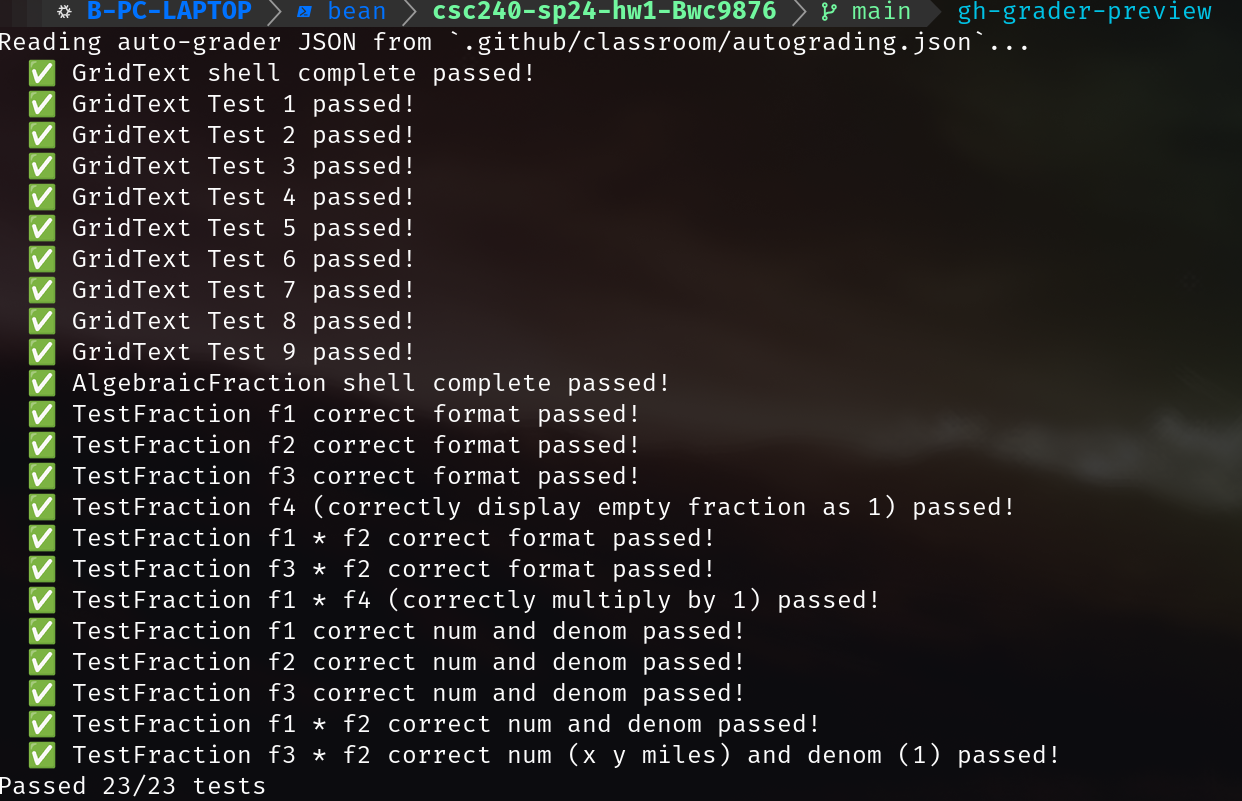 B-PC-LAPTOP bean csc240-sp24-hw1-Bwc9876 main gh-grader-preview
Reading auto-grader JSON from `.github/classroom/autograding.json`...
✅ GridText shell complete passed!
✅ GridText Test 1 passed!
✅ GridText Test 2 passed!
✅ GridText Test 3 passed!
✅ GridText Test 4 passed!
✅ GridText Test 5 passed!
✅ GridText Test 6 passed!
✅ GridText Test 7 passed!
✅ GridText Test 8 passed!
✅ GridText Test 9 passed!
✅ AlgebraicFraction shell complete passed!
✅ TestFraction f1 correct format passed!
✅ TestFraction f2 correct format passed!
✅ TestFraction f3 correct format passed!
✅ TestFraction f4 (correctly display empty fraction as 1) passed!
✅ TestFraction f1 * f2 correct format passed!
✅ TestFraction f3 * f2 correct format passed!
✅ TestFraction f1 * f4 (correctly multiply by 1) passed!
✅ TestFraction f1 correct num and denom passed!
✅ TestFraction f2 correct num and denom passed!
✅ TestFraction f3 correct num and denom passed!
✅ TestFraction f1 * f2 correct num and denom passed!
✅ TestFraction f3 * f2 correct num (x y miles) and denom (1) passed!
Passed 23/23 tests